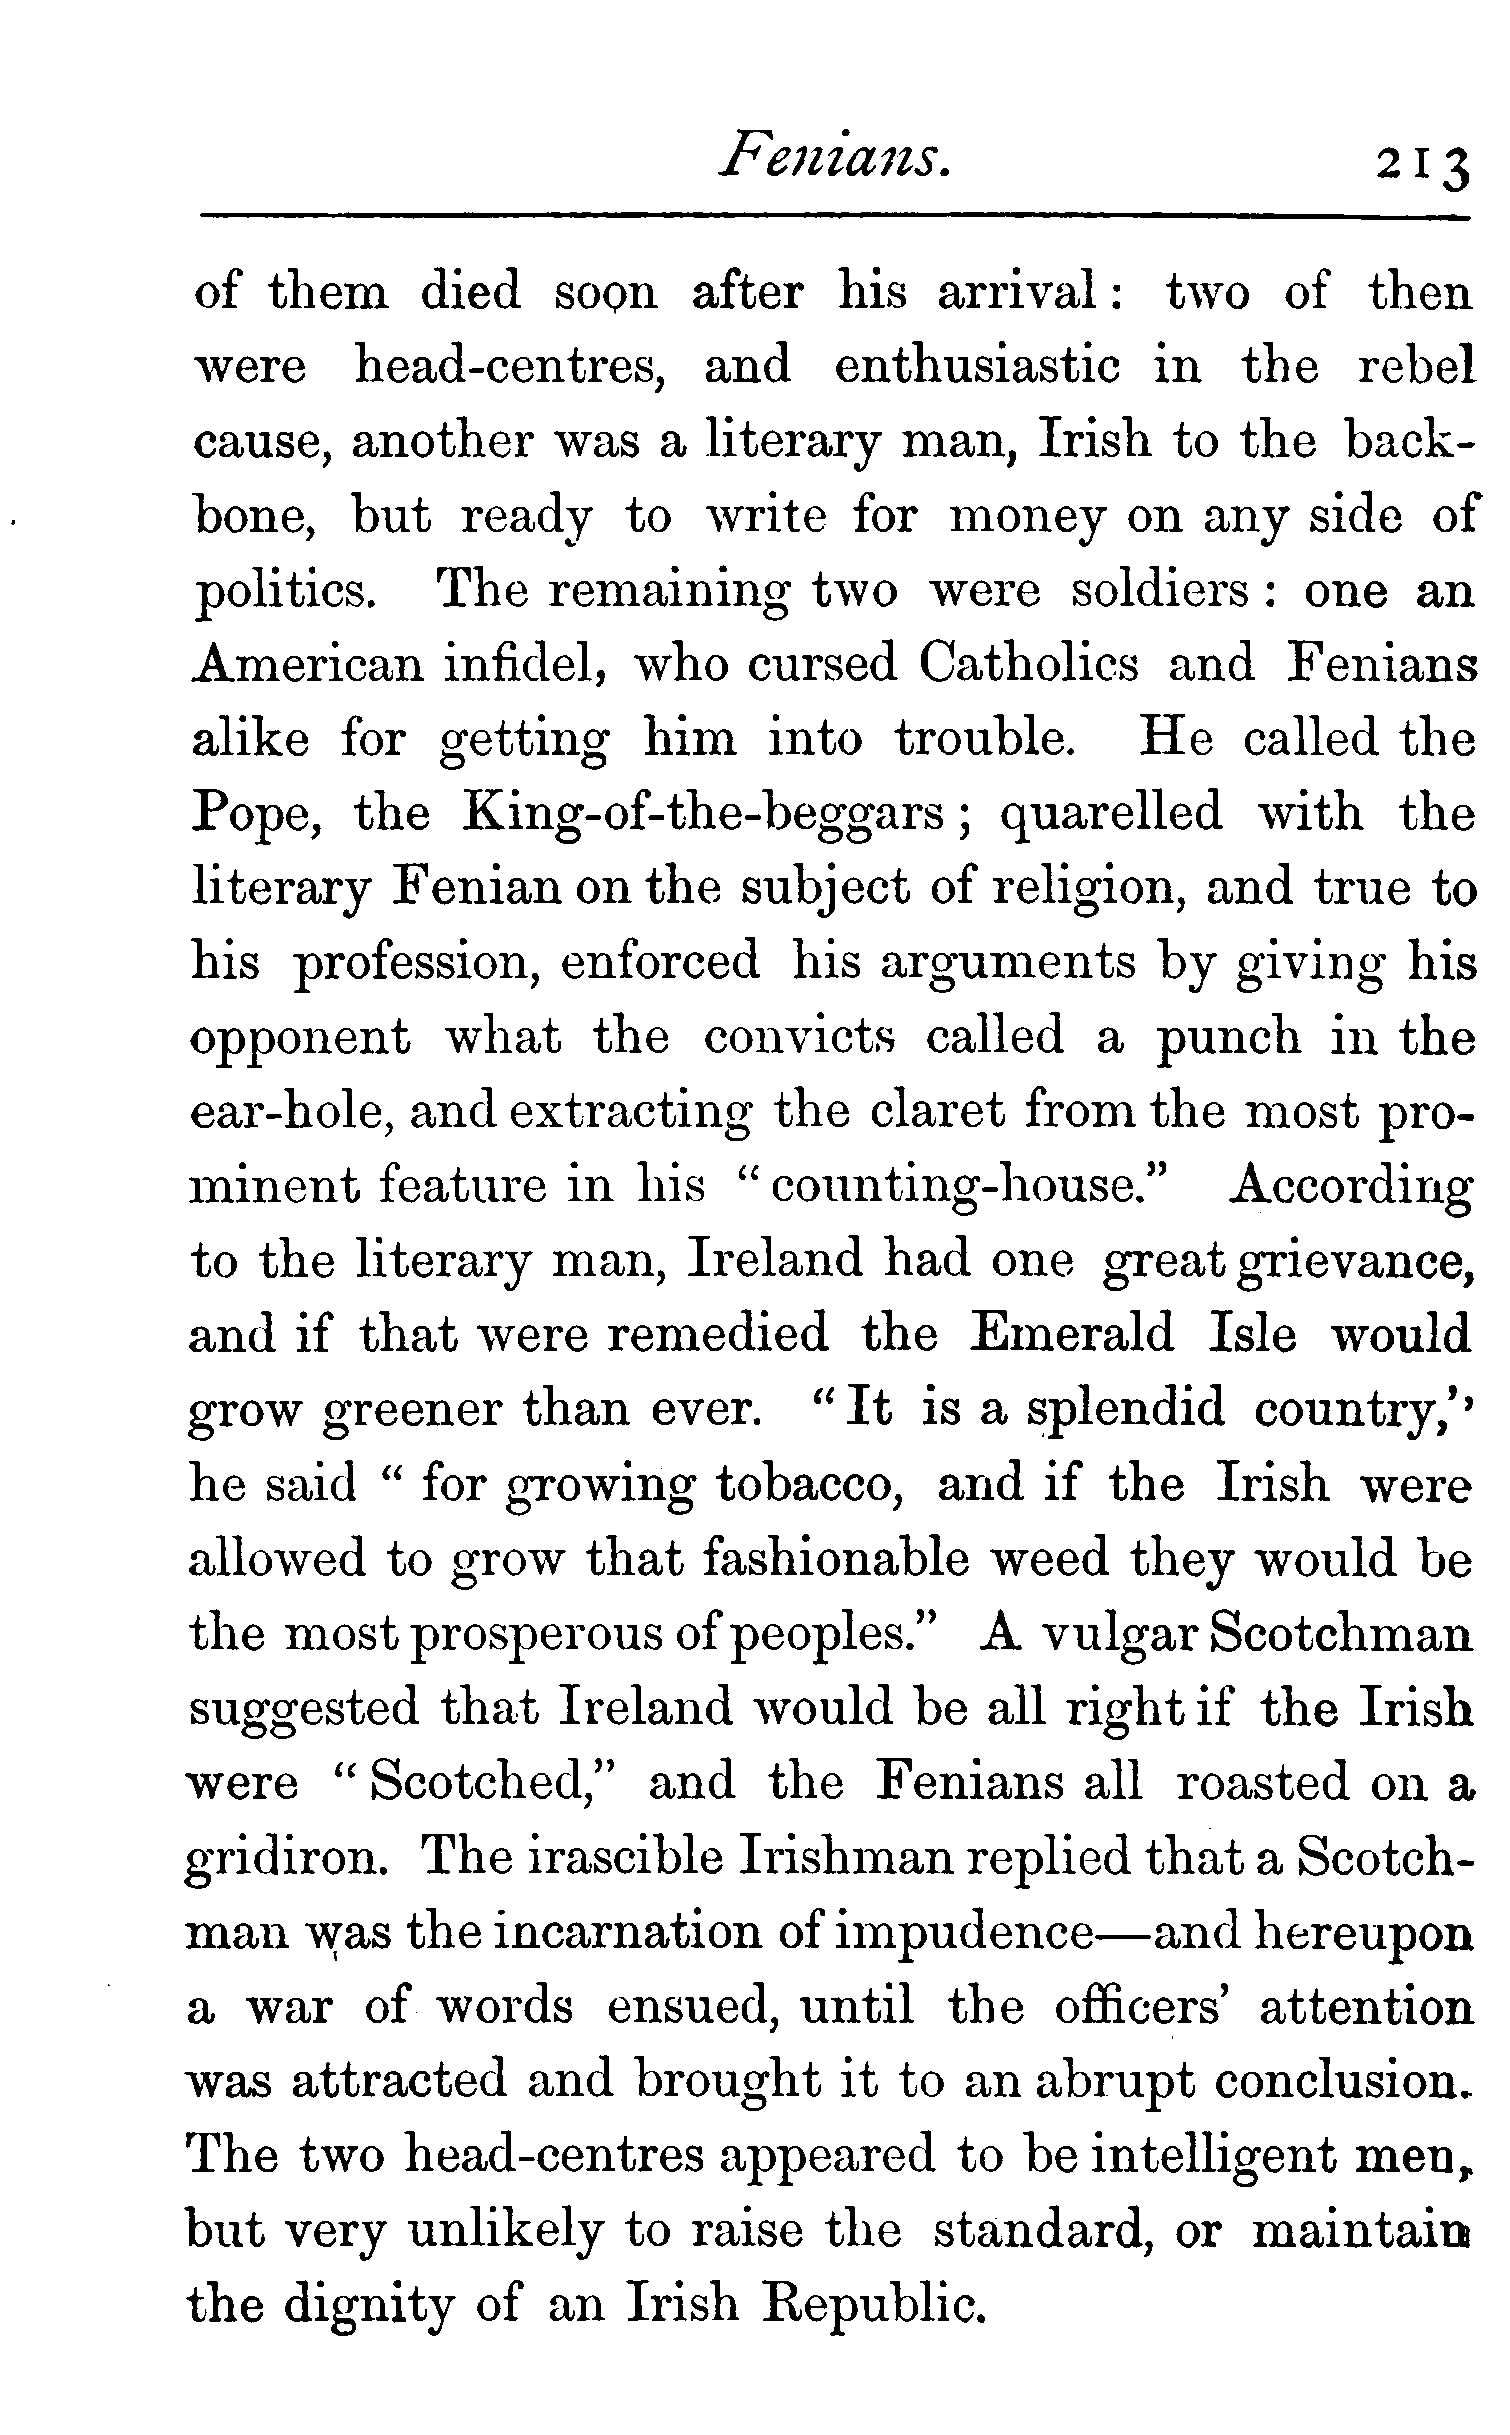 Fenians. 213
of them died soon after his arrival: two of then
were head-centres, and enthusiastic in the rebel
cause, another was a literary man, Irish to the back-
bone, but ready to write for money on any side of
politics. The remaining two were soldiers: one an
American infidel, who cursed Catholics and Fenians
alike for getting him into trouble. He called the
Pope, the King-of-the-beggars; quarelled with the
literary Fenian on the subject of religion, and true to
his profession, enforced his arguments by giving his
opponent what the convicts called a punch in the
ear-hole, and extracting the claret from the most pro-
minent feature in his "counting-house." According
to the literary man, Ireland had one great grievance,
and if that were remedied the Emerald Isle would
grow greener than ever. "It is a splendid country,"
he said "for growing tobacco, and if the Irish were
allowed to grow that fashionable weed they would be
the most prosperous of peoples." A vulgar Scotchman
suggested that Ireland would be all right if the Irish
were "Scotched," and the Fenians all roasted on a
gridiron. The irascible Irishman replied that a Scotch-
man was the incarnation of impudence—and hereupon
a war of words ensued, until the officers' attention
was attracted and brought it to an abrupt conclusion.
The two head-centres appeared to be intelligent men,
but very unlikely to raise the standard, or maintain
the dignity of an Irish Republic.